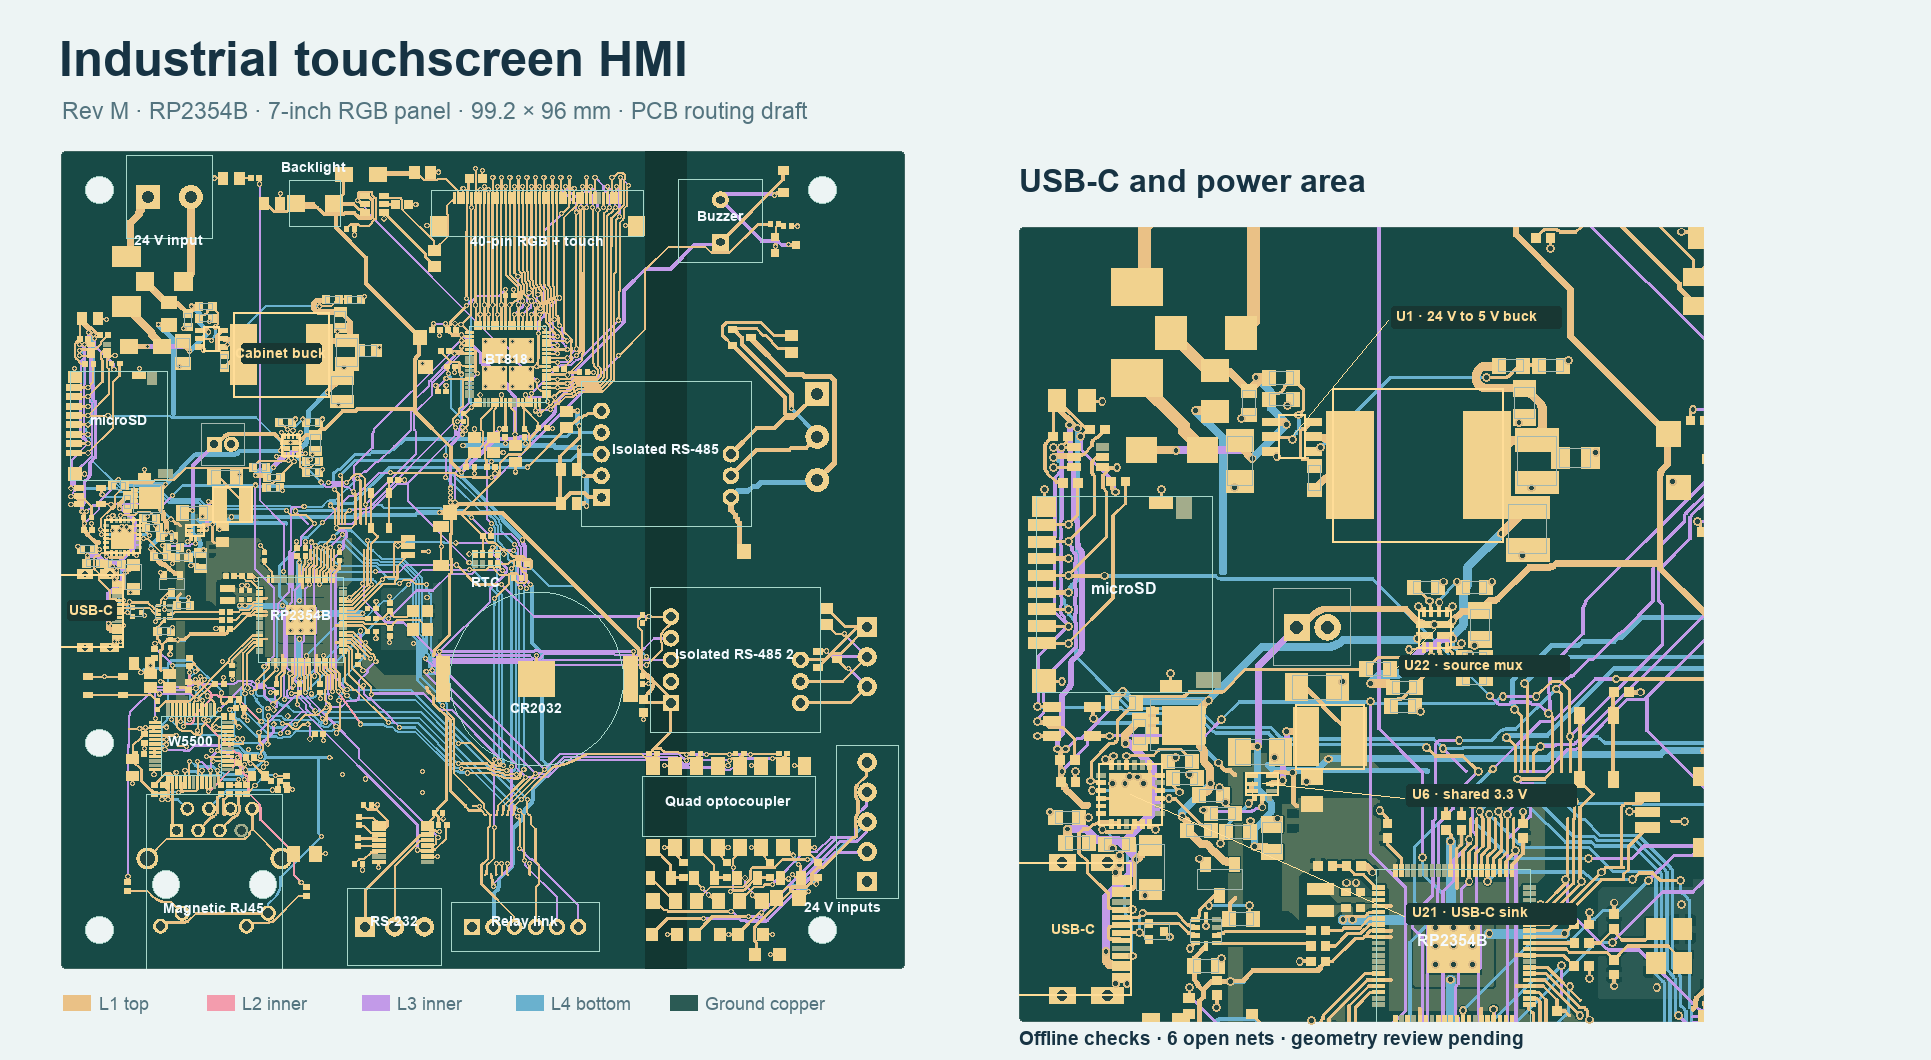 Industrial touchscreen HMI
Rev M · RP2354B · 7-inch RGB panel · 99.2 × 96 mm · PCB routing draft
Backlight
24 V input
40-pin RGB + touch
Buzzer
Cabinet buck
BT818
microSD
Isolated RS-485
RTC
USB-C
RP2354B
Isolated RS-485 2
CR2032
W5500
Quad optocoupler
Magnetic RJ45
RS-232
Relay link
24 V inputs
L1 top
L2 inner
L3 inner
L4 bottom
Ground copper
USB-C and power area
U1 · 24 V to 5 V buck
microSD
U22 · source mux
U6 · shared 3.3 V
U21 · USB-C sink
USB-C
RP2354B
Offline checks · 6 open nets · geometry review pending